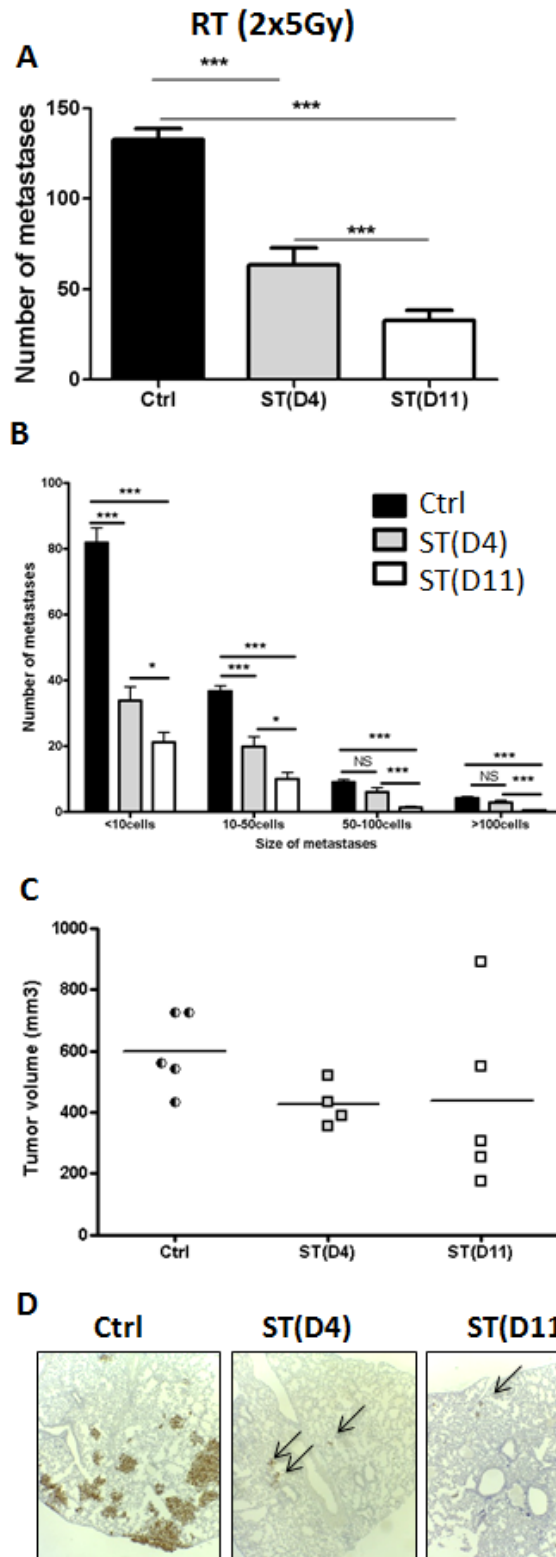 RT (2x5Gy)
A
***
***
***
Number of metastases
150
100
50
0
Ctrl ST(D4) ST(D11)
B
Number of metastases
100
80
60
40
20
0
Ctrl
ST(D4)
ST(D11)
***
***
*
***
***
*
***
NS
***
***
NS
***
<10cells 10-50cells 50-100cells >100cells
Size of metastases
C
Tumor volume (mm3)
1000
800
600
400
200
0
Ctrl ST(D4) ST(D11)
D
Ctrl ST(D4) ST(D11